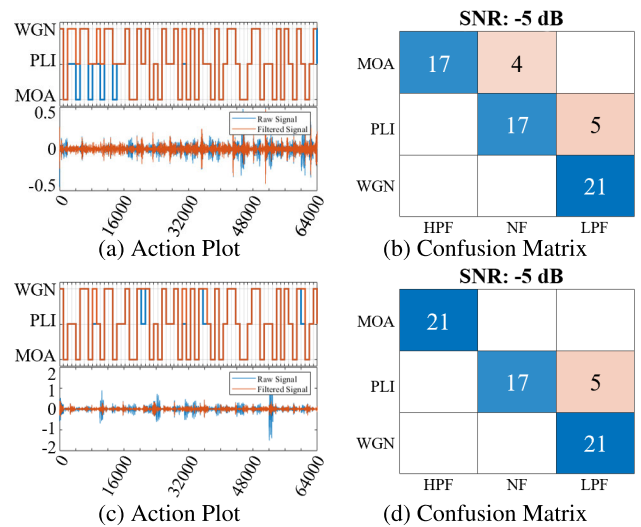 WGN
PLI
MOA
0.5
0
-0.5
Raw Signal
Filtered Signal
0 16000 32000 48000 64000
(a) Action Plot
SNR: -5 dB
MOA 17 4
PLI 17 5
WGN 21
HPF NF LPF
(b) Confusion Matrix
WGN
PLI
MOA
2
1
0
-1
-2
Raw Signal
Filtered Signal
0 16000 32000 48000 64000
(c) Action Plot
SNR: -5 dB
MOA 21
PLI 17 5
WGN 21
HPF NF LPF
(d) Confusion Matrix